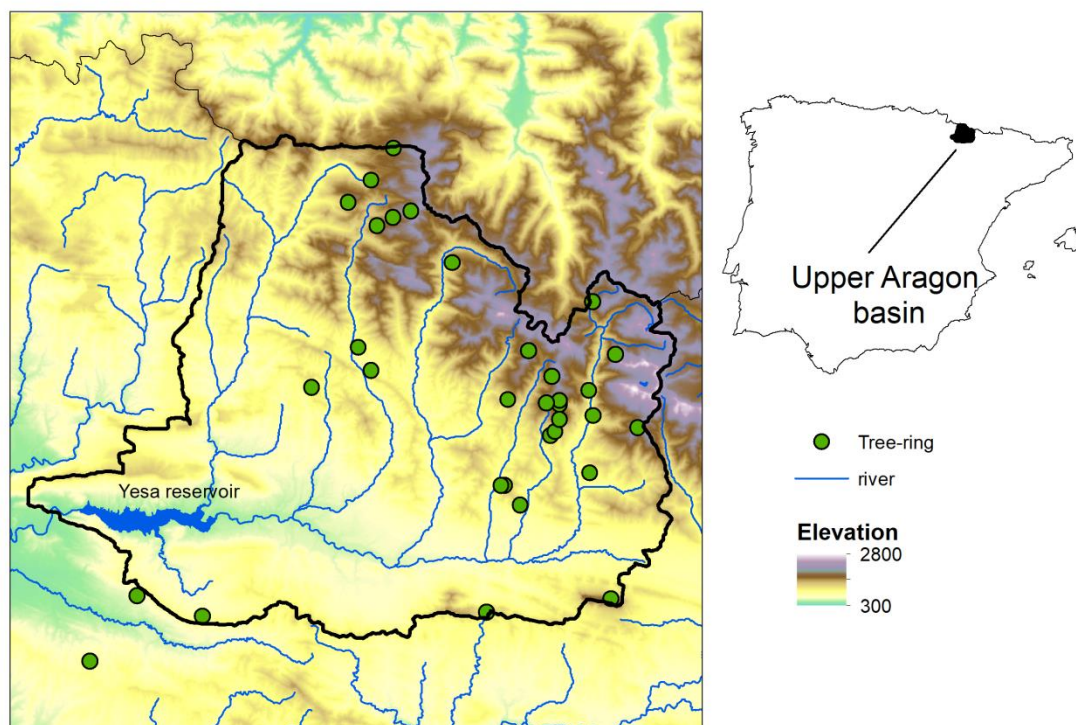 Yesa reservoir
Upper Aragon
basin
Tree-ring
river
Elevation
2800
300